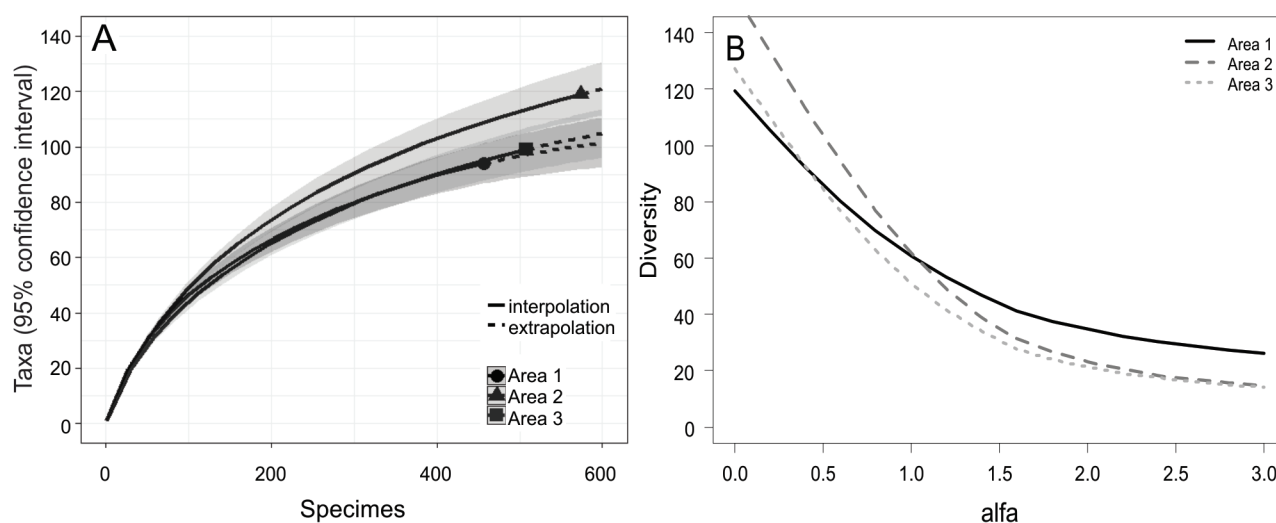 A
Taxa (95% confidence interval)
140
120
100
80
60
40
20
0
0
200
400
600
Specimes
interpolation
extrapolation
Area 1
Area 2
Area 3
B
Diversity
140
120
100
80
60
40
20
0
0.0
0.5
1.0
1.5
2.0
2.5
3.0
alfa
Area 1
Area 2
Area 3